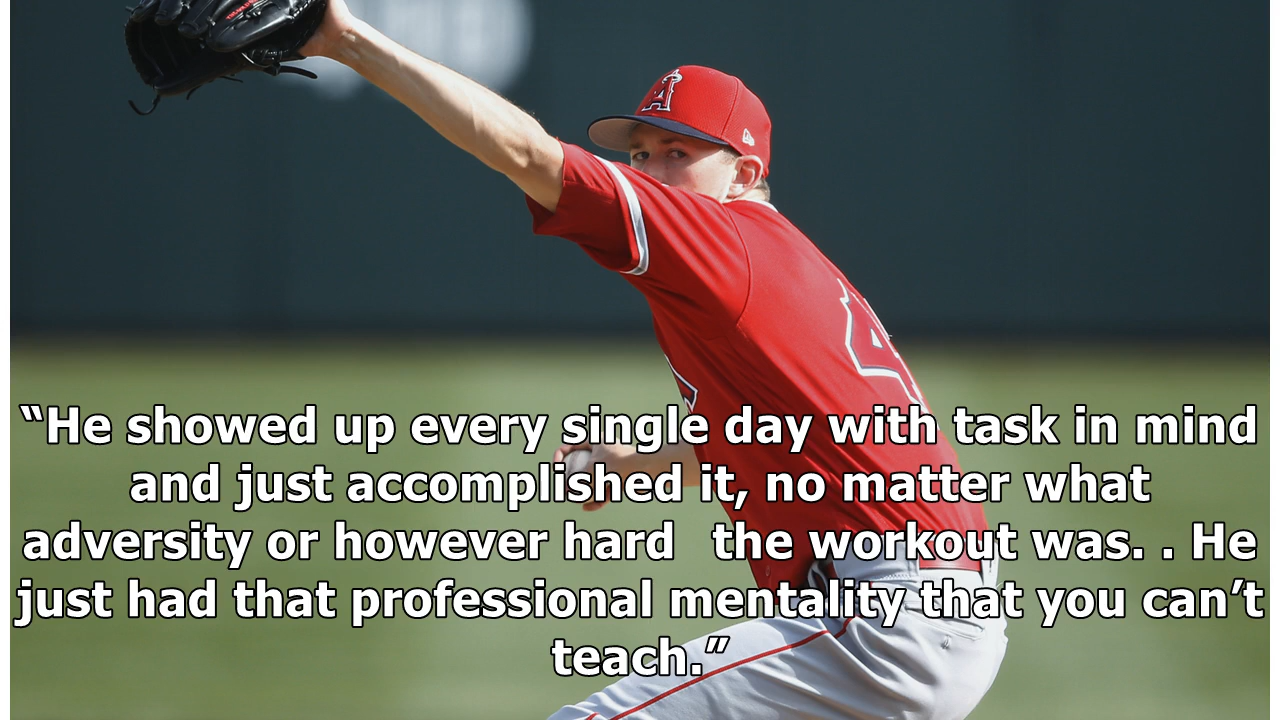 A
4
“He showed up every single day with task in mind
and just accomplished it, no matter what
adversity or however hard  the workout was. . He
just had that professional mentality that you can’t
teach.”